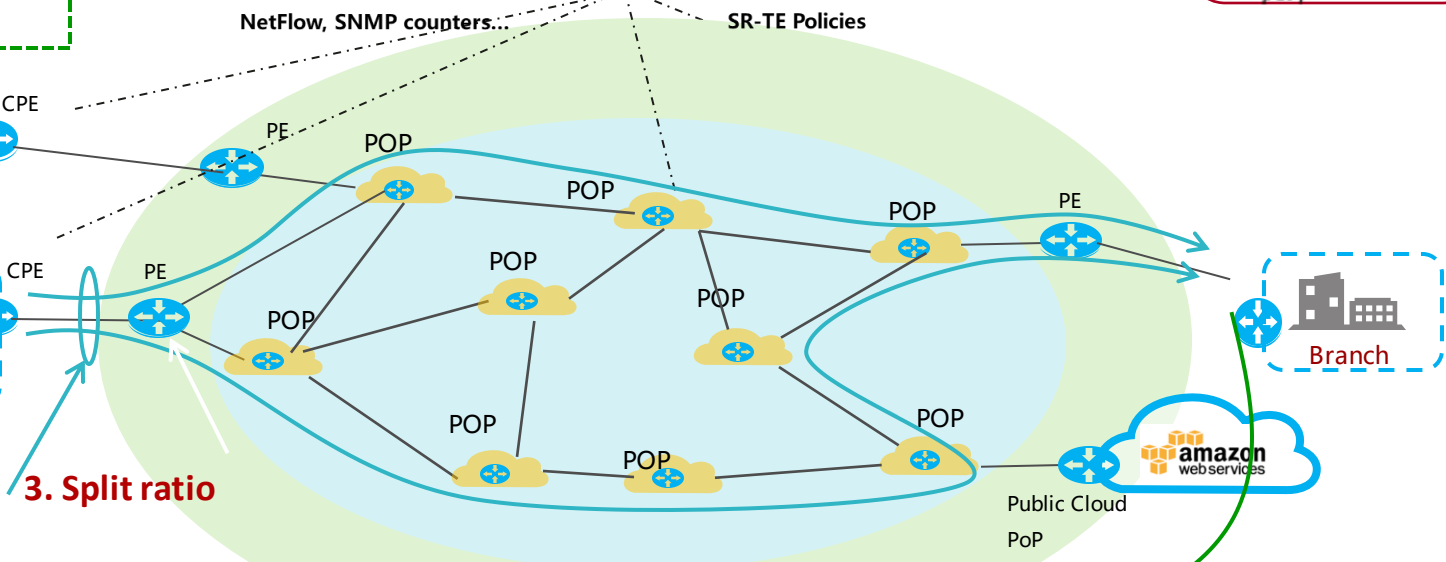 NetFlow, SNMP counters...
SR-TE Policies
CPE
PE
POP
POP
POP
PE
CPE
PE
POP
POP
POP
Branch
POP
POP
POP
amazon
webservices
3. Split ratio
Public Cloud
PoP